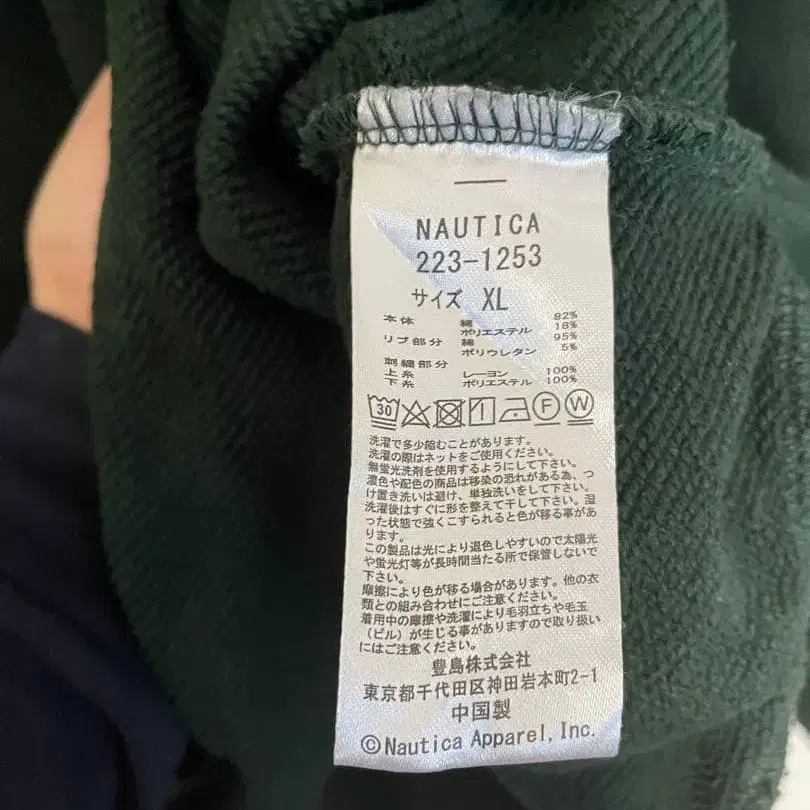 NAUTICA
223-1253
サイズ XL
本体 綿 82%
ポリエステル 18%
リブ部分 綿 95%
ポリウレタン 5%
刺繍部分
上糸 レーヨン 100%
下糸 ポリエステル 100%
30 F W
洗濯で多少縮むことがあります。
洗濯の際はネットをご使用ください。
無蛍光洗剤を使用するようにして下さい。
濃色や配色の商品は移染の恐れがある為、つ
け置き洗いは避け、単独洗いをして下さい。
洗濯後はすぐに形を整えて干して下さい。湿
った状態で強くこすられると色が移る事があ
ります。
この製品は光により退色しやすいので太陽光
や蛍光灯等が長時間当たる所で保管しないで
下さい。
摩擦により色が移る場合があります。他の衣
類との組み合わせにご注意ください。
着用中の摩擦や洗濯により毛羽立ちや毛玉
(ピル)が生じる事がありますので取り扱い
にはご注意ください。
豊島株式会社
東京都千代田区神田岩本町2-1
中国製
©Nautica Apparel, Inc.